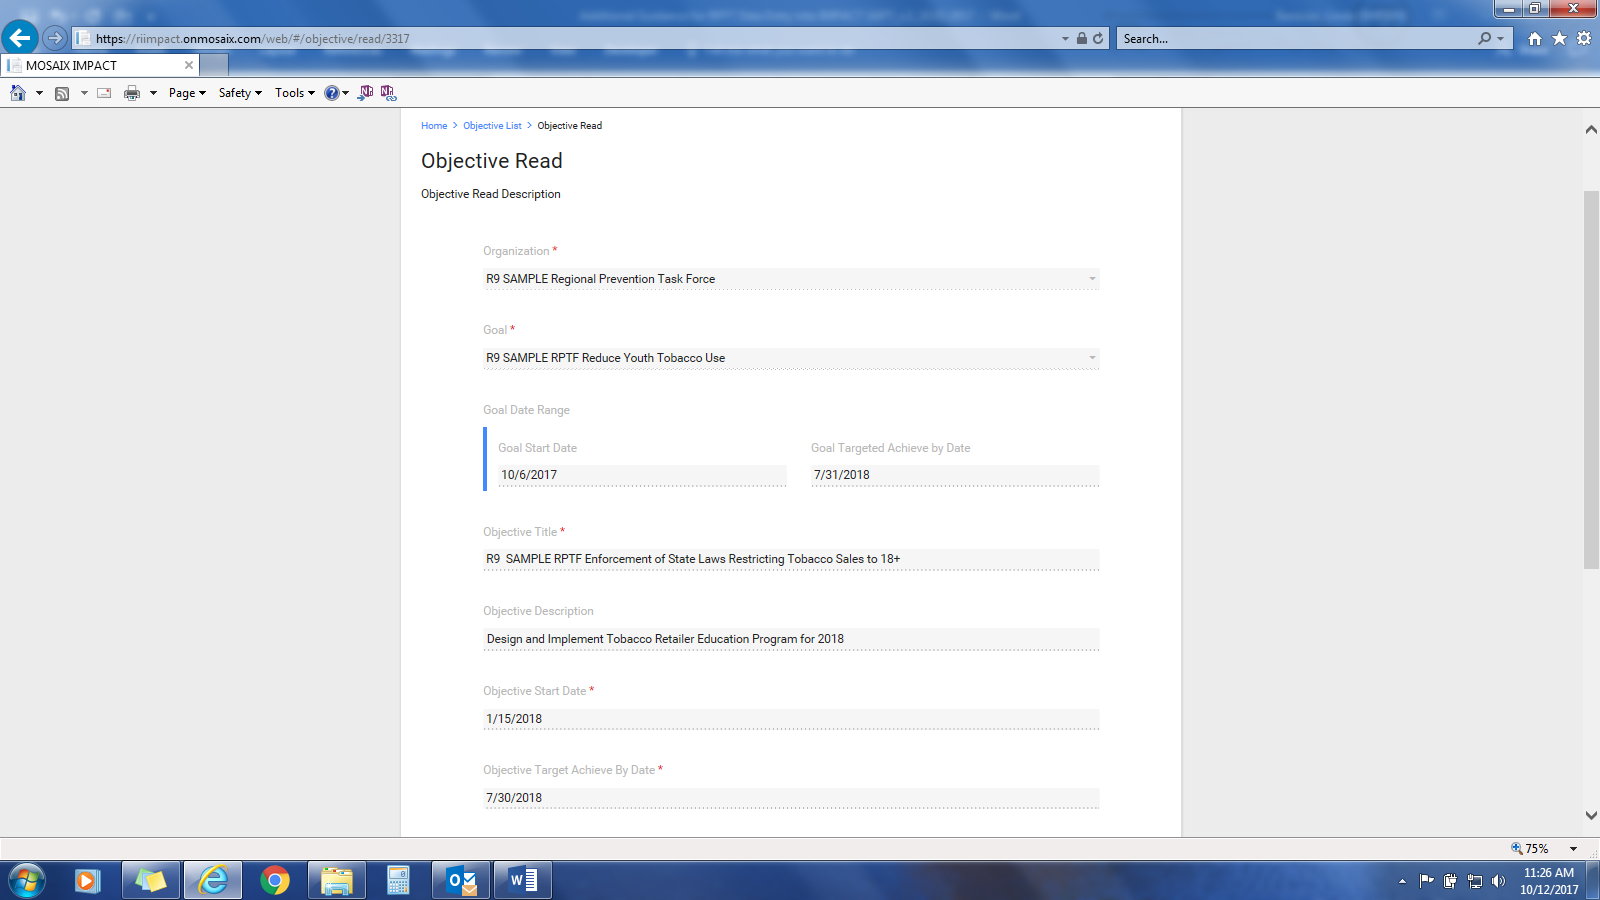 https://riimpact.onmosaix.com/web/#/objective/read/3317
Search...
MOSAIX IMPACT
Page
Safety
Tools
Home > Objective List > Objective Read
Objective Read
Objective Read Description
Organization *
R9 SAMPLE Regional Prevention Task Force
Goal *
R9 SAMPLE RPTF Reduce Youth Tobacco Use
Goal Date Range
Goal Start Date
Goal Targeted Achieve by Date
10/6/2017
7/31/2018
Objective Title *
R9  SAMPLE RPTF Enforcement of State Laws Restricting Tobacco Sales to 18+
Objective Description
Design and Implement Tobacco Retailer Education Program for 2018
Objective Start Date *
1/15/2018
Objective Target Achieve By Date *
7/30/2018
75%
11:26 AM
10/12/2017